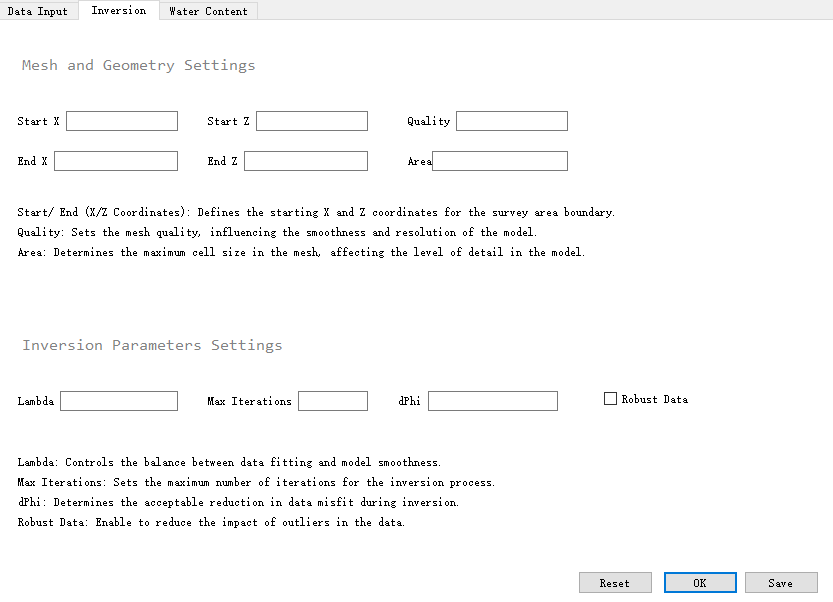 Data Input Inversion Water Content
Mesh and Geometry Settings
Start X Start Z Quality
End X End Z Area
Start/ End (X/Z Coordinates): Defines the starting X and Z coordinates for the survey area boundary.
Quality: Sets the mesh quality, influencing the smoothness and resolution of the model.
Area: Determines the maximum cell size in the mesh, affecting the level of detail in the model.
Inversion Parameters Settings
Lambda Max Iterations dPhi Robust Data
Lambda: Controls the balance between data fitting and model smoothness.
Max Iterations: Sets the maximum number of iterations for the inversion process.
dPhi: Determines the acceptable reduction in data misfit during inversion.
Robust Data: Enable to reduce the impact of outliers in the data.
Reset OK Save